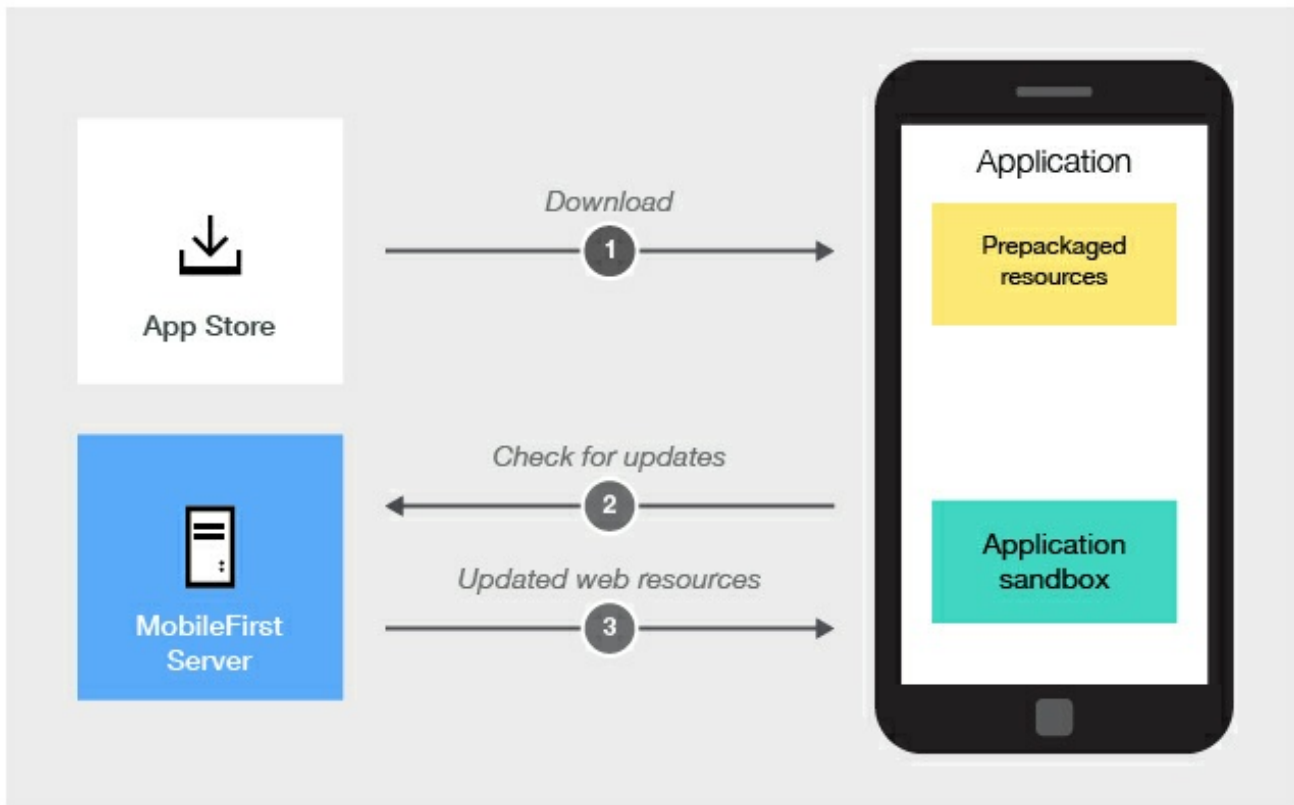 App Store
Download
1
Application
Prepackaged
resources
MobileFirst
Server
Check for updates
2
Updated web resources
3
Application
sandbox